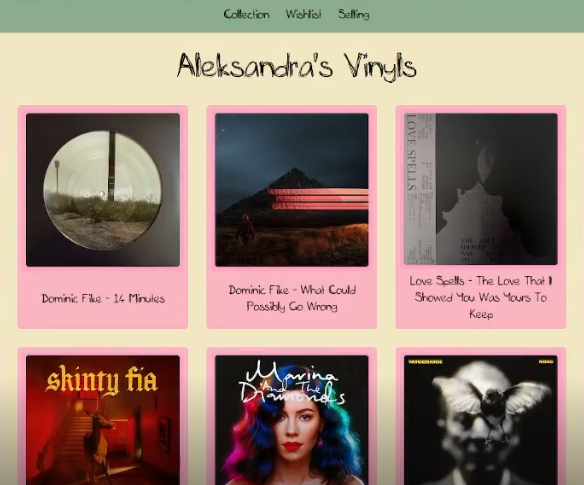 Collection Wishlist Selling
Aleksandra's Vinyls
LOVE SPELLS
Dominic Fike - 14 Minutes
Dominic Fike - What Could
Possibly Go Wrong
Love Spells - The Love That I
Showed You Was Yours To
Keep
skinty fia
Marina
And The
Diamonds
WUNDERHORSE